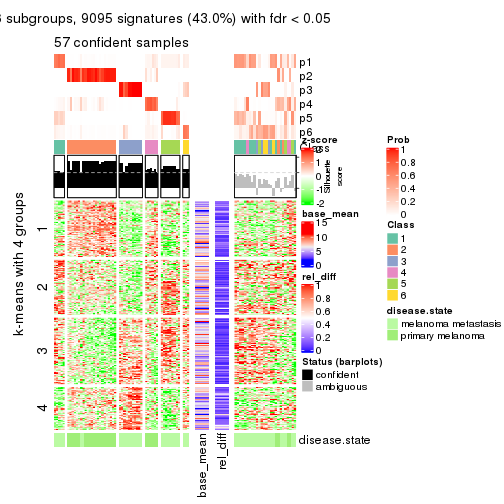 subgroups, 9095 signatures (43.0%) with fdr < 0.05
57 confident samples
p1
p2
p3
p4
p5
p6
Class
Silhouette
score
k-means with 4 groups
1
2
3
4
base_mean
rel_diff
disease.state
z-score
2
1
0
-1
-2
base_mean
15
10
5
0
rel_diff
1
0.8
0.6
0.4
0.2
0
Status (barplots)
confident
ambiguous
Prob
1
0.8
0.6
0.4
0.2
0
Class
1
2
3
4
5
6
disease.state
melanoma metastasis
primary melanoma